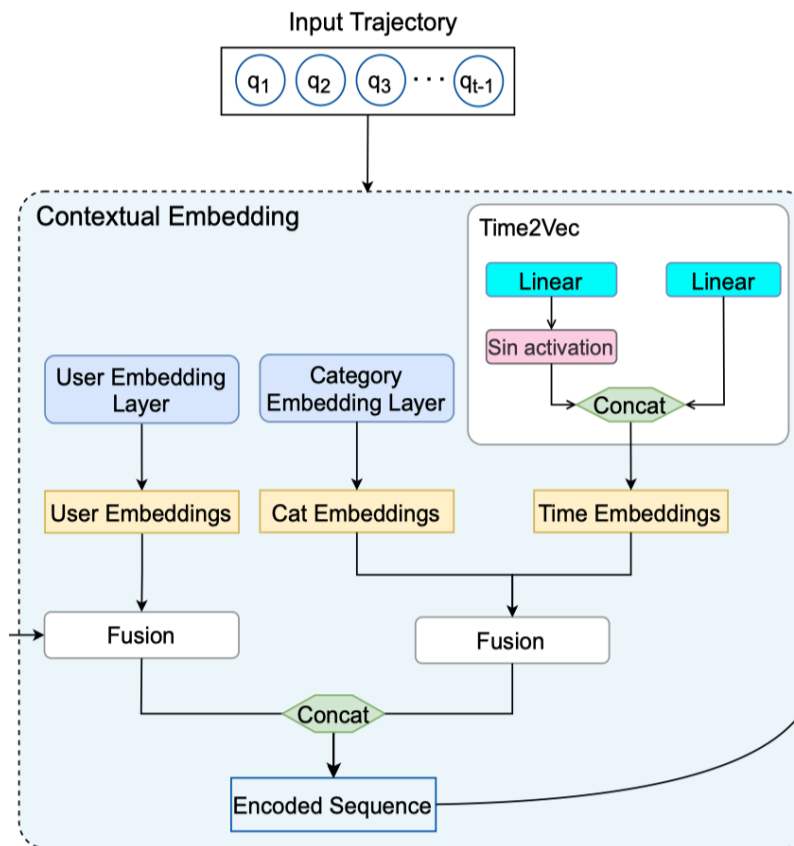 Input Trajectory
q1 q2 q3 ··· qt-1
Contextual Embedding
Time2Vec
Linear
Linear
Sin activation
Concat
User Embedding
Layer
Category
Embedding Layer
User Embeddings
Cat Embeddings
Time Embeddings
Fusion
Fusion
Concat
Encoded Sequence